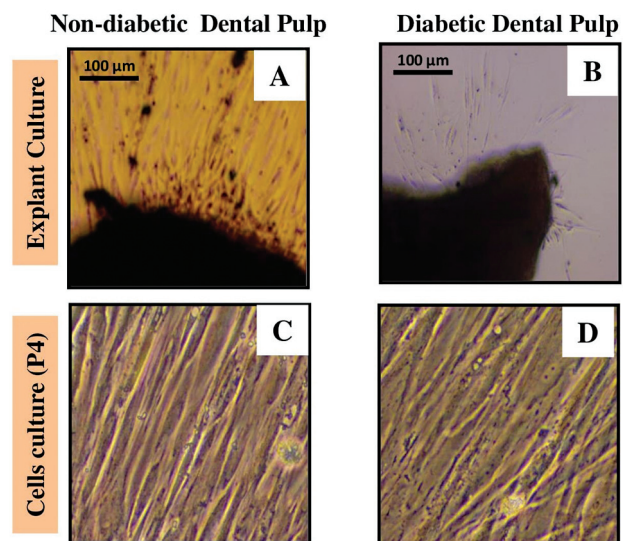 Non-diabetic Dental Pulp
Diabetic Dental Pulp
Explant Culture
100 µm
A
100 µm
B
Cells culture (P4)
C
D